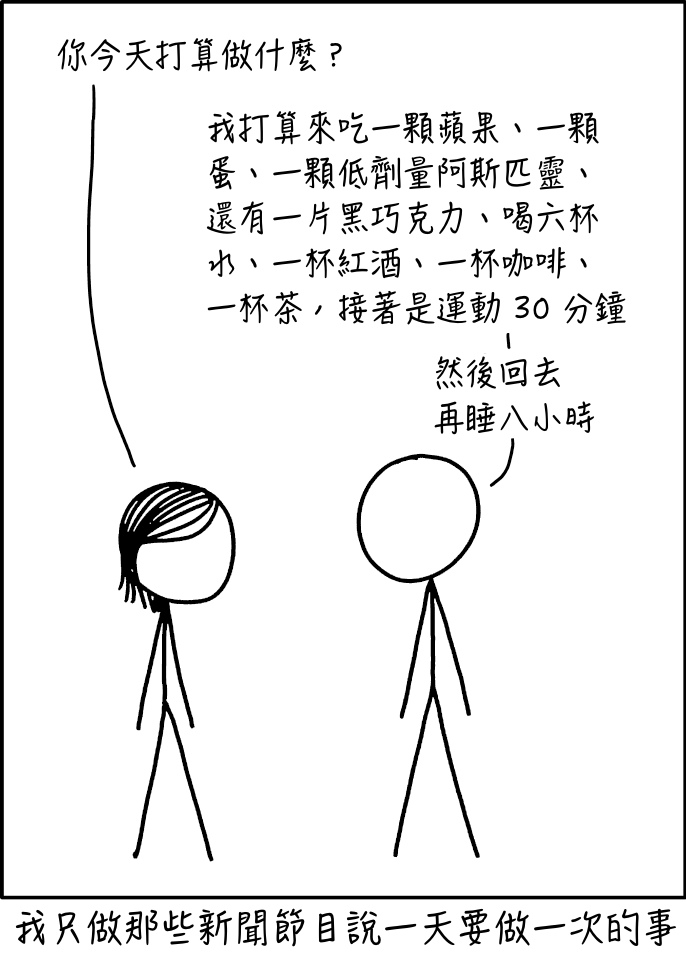 你今天打算做什麼？
我打算來吃一顆蘋果、一顆
蛋、一顆低劑量阿斯匹靈、
還有一片黑巧克力、喝六杯
水、一杯紅酒、一杯咖啡、
一杯茶，接著是運動 30 分鐘
然後回去
再睡八小時
我只做那些新聞節目說一天要做一次的事